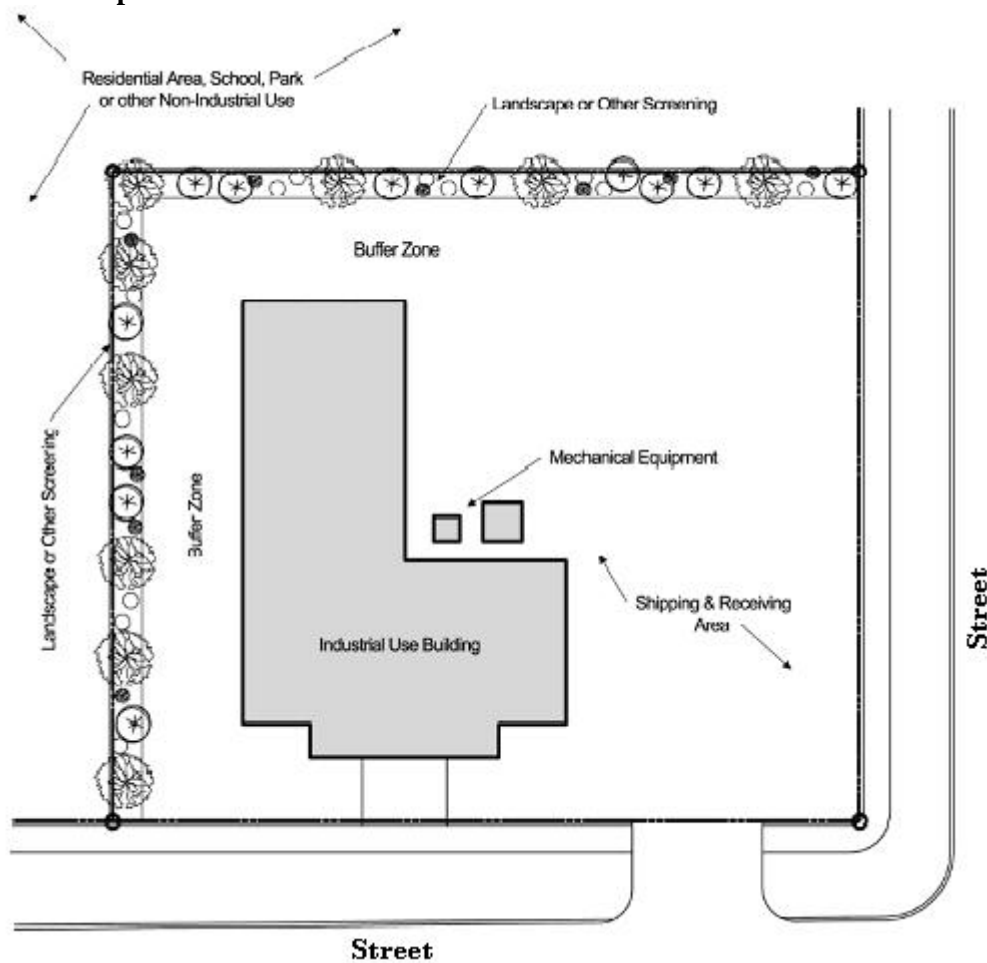 Residential Area, School, Park
or other Non-Industrial Use
Landscape or Other Screening
Buffer Zone
Landscape or Other Screening
Buffer Zone
Mechanical Equipment
Shipping & Receiving
Area
Industrial Use Building
Street
Street